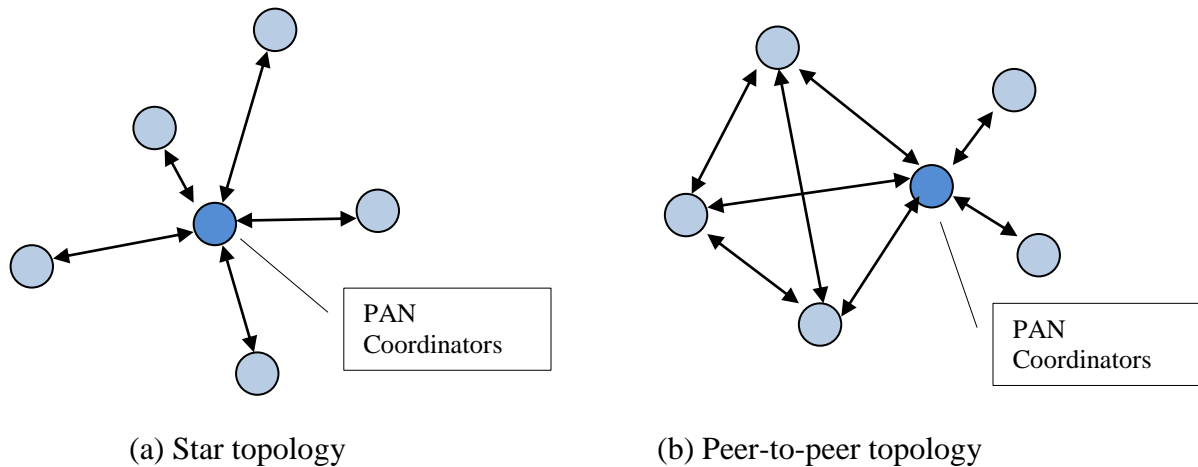 PAN
Coordinators
PAN
Coordinators
(a) Star topology
(b) Peer-to-peer topology